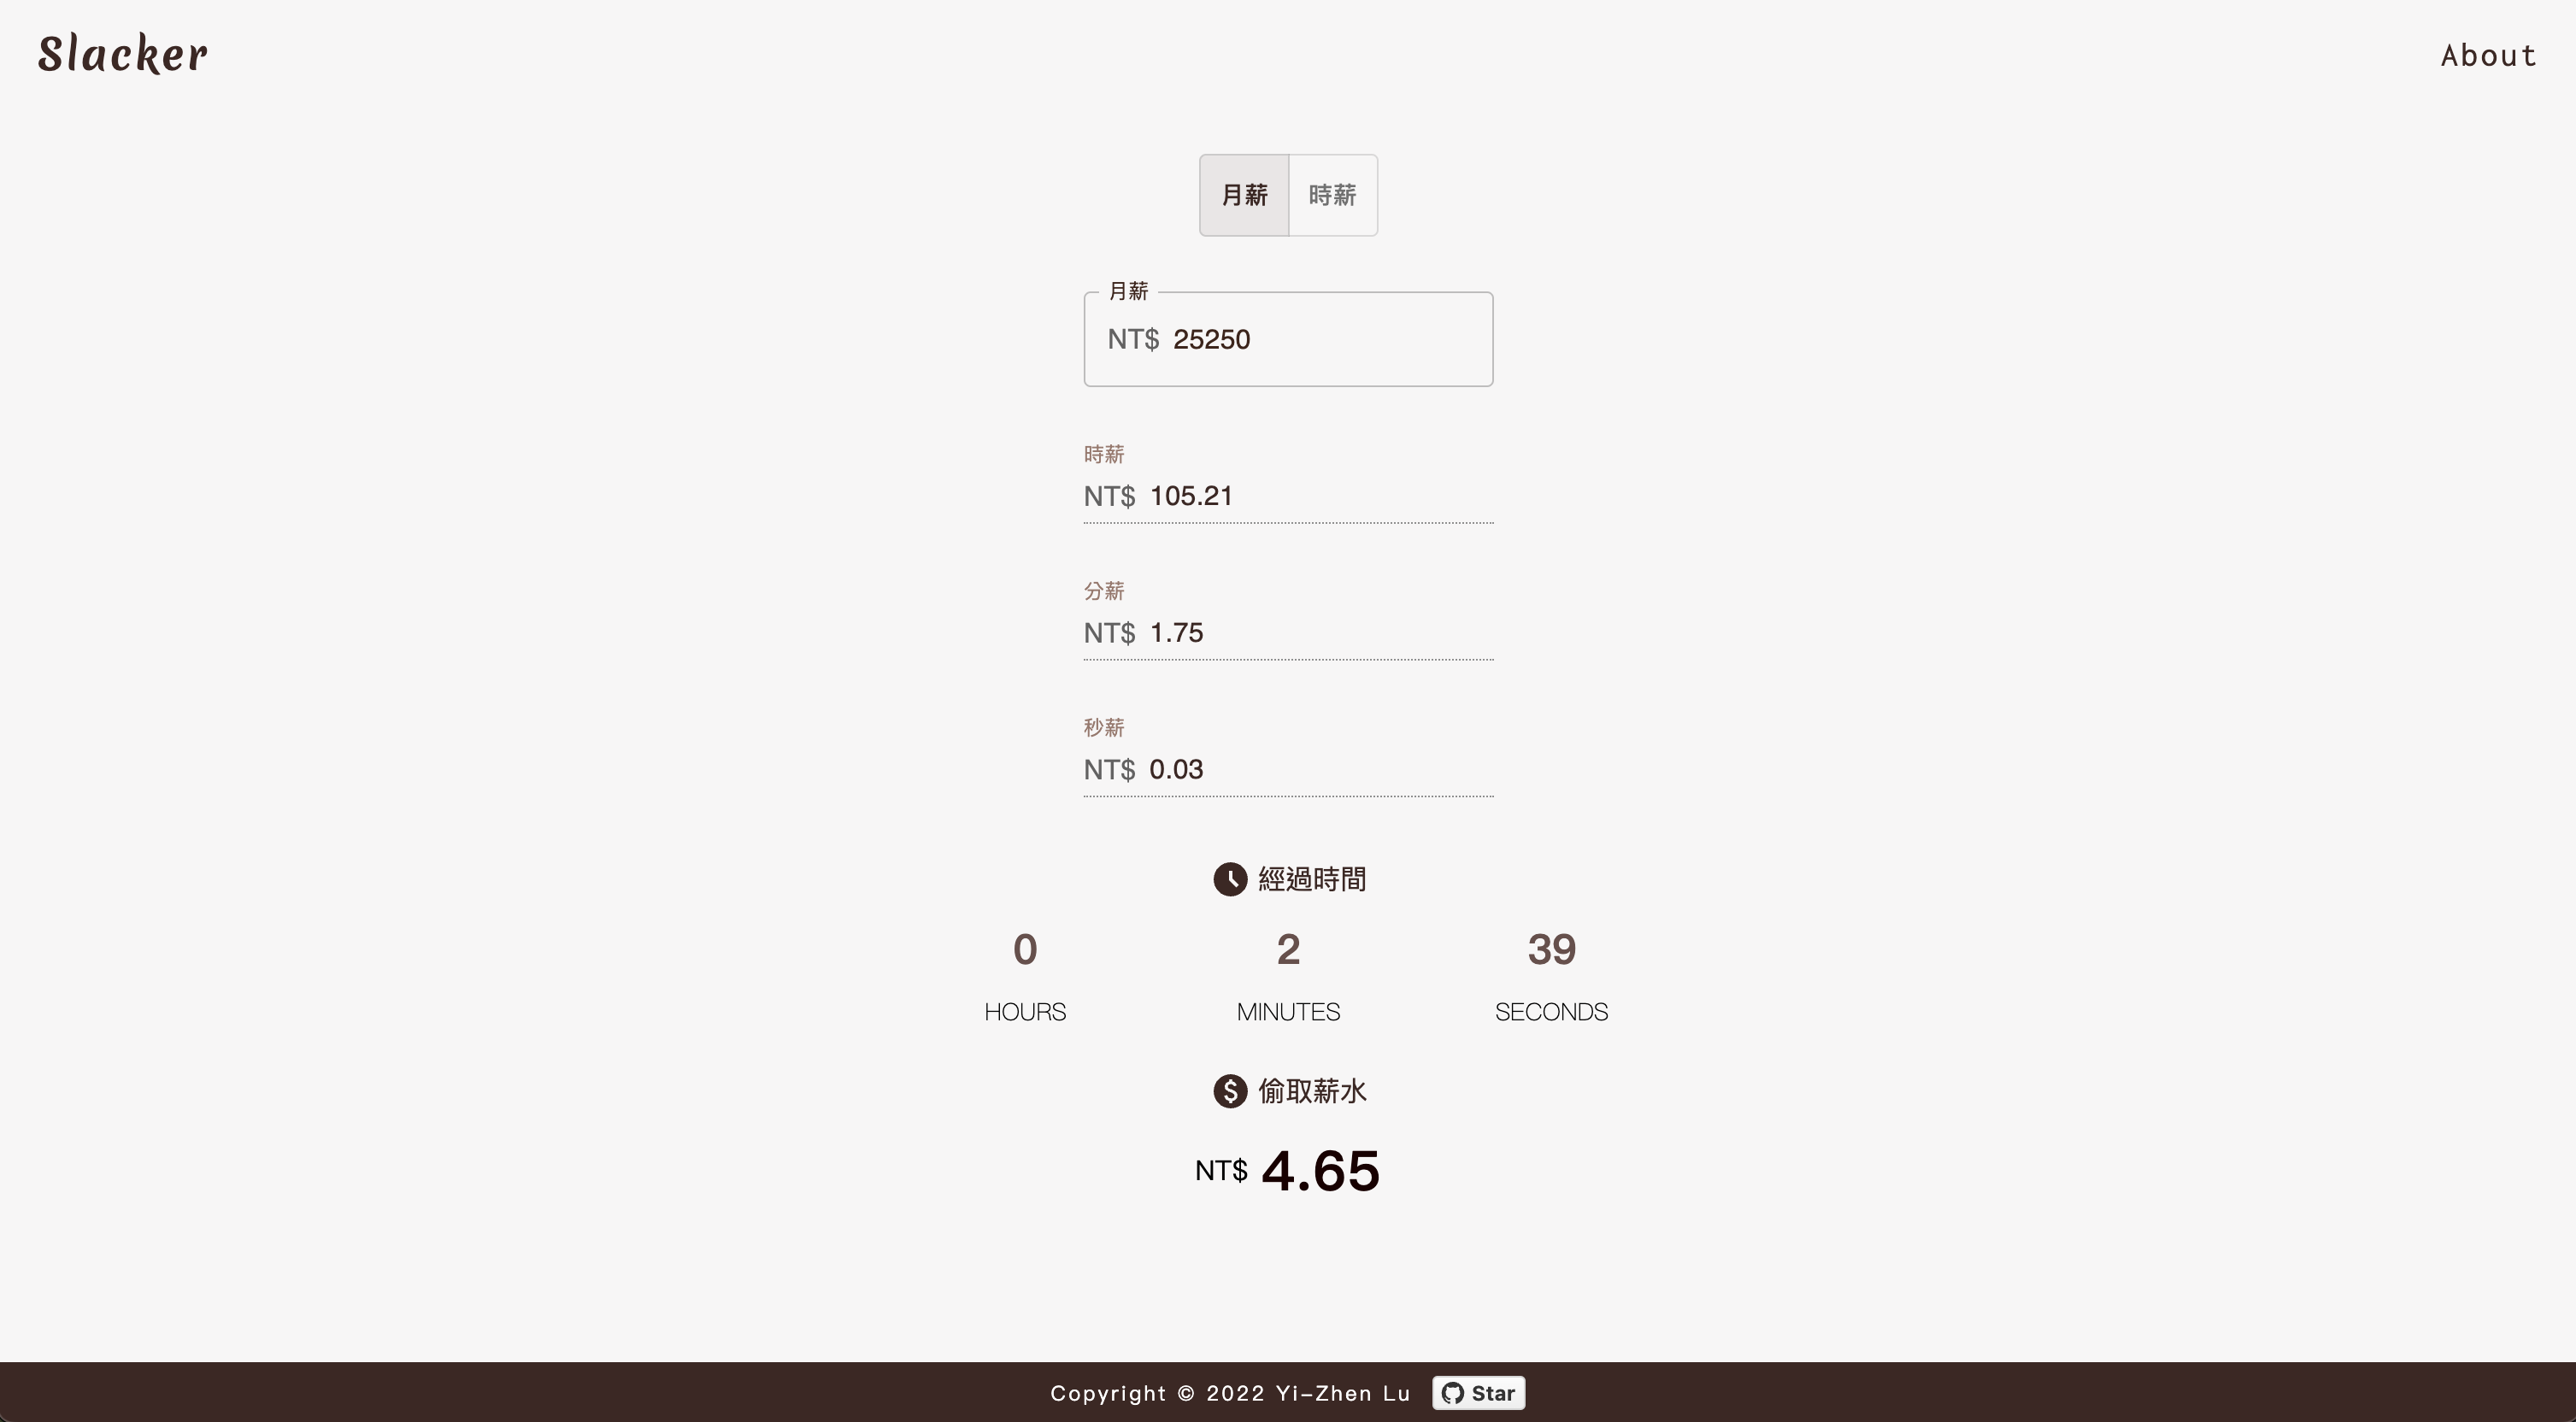 Slacker
About
月薪 時薪
月薪
NT$ 25250
時薪
NT$ 105.21
分薪
NT$ 1.75
秒薪
NT$ 0.03
經過時間
0 2 39
HOURS MINUTES SECONDS
偷取薪水
NT$ 4.65
Copyright © 2022 Yi-Zhen Lu Star